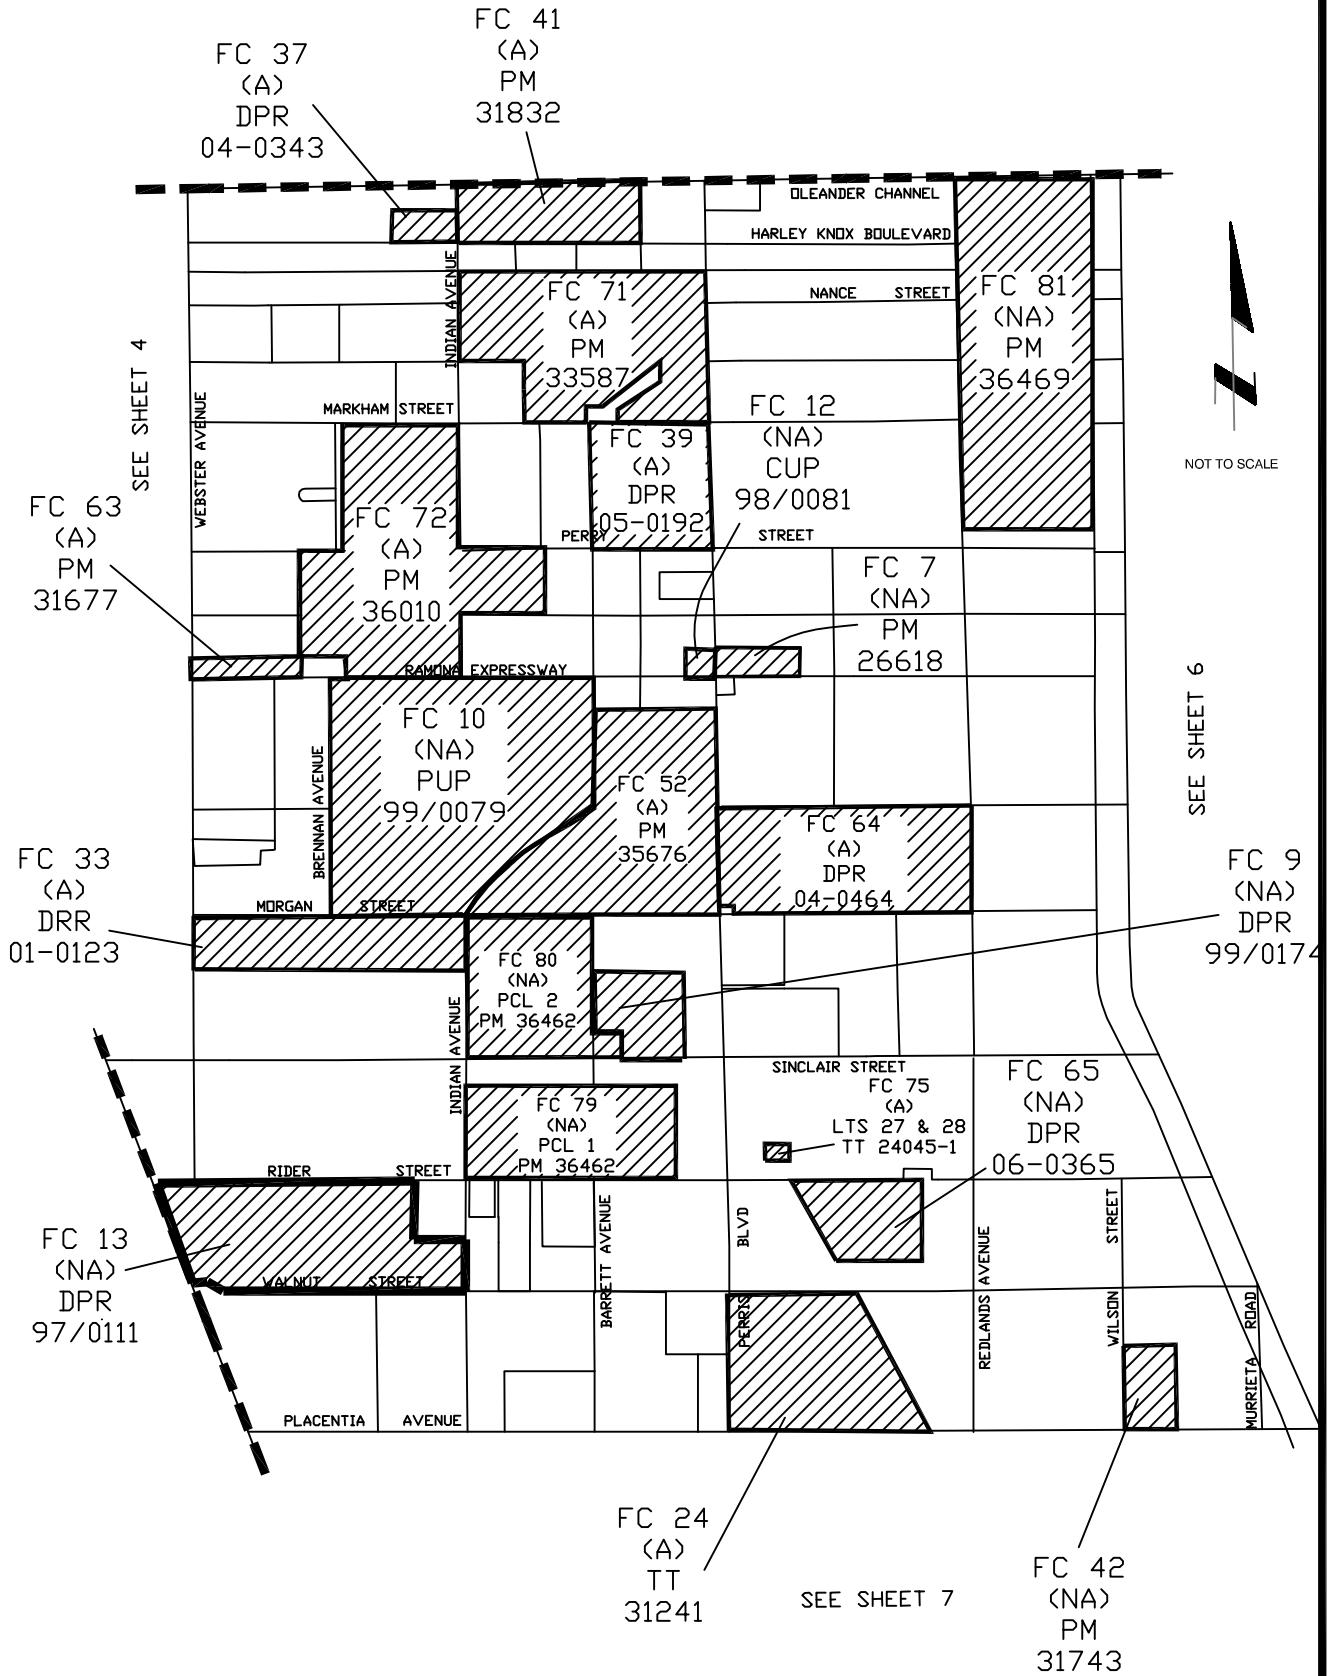 FC 41
(A)
PM
31832
FC 37
(A)
DPR
04-0343
OLEANDER CHANNEL
HARLEY KNOX BOULEVARD
INDIAN AVENUE
FC 71
(A)
PM
33587
NANCE STREET
FC 81
(NA)
PM
36469
SEE SHEET 4
WEBSTER AVENUE
MARKHAM STREET
FC 12
(NA)
CUP
98/0081
FC 39
(A)
DPR
05-0192
NOT TO SCALE
FC 63
(A)
PM
31677
FC 72
(A)
PM
36010
PERRY STREET
FC 7
(NA)
PM
26618
RAMONA EXPRESSWAY
SEE SHEET 6
FC 10
(NA)
PUP
99/0079
BRENNAN AVENUE
FC 52
(A)
PM
35676
FC 64
(A)
DPR
04-0464
FC 33
(A)
DRR
01-0123
MORGAN STREET
FC 9
(NA)
DPR
99/0174
FC 80
(NA)
PCL 2
PM 36462
INDIAN AVENUE
SINCLAIR STREET
FC 75
(A)
LTS 27 & 28
TT 24045-1
FC 65
(NA)
DPR
06-0365
FC 79
(NA)
PCL 1
PM 36462
RIDER STREET
FC 13
(NA)
DPR
97/0111
WALNUT STREET
BARRETT AVENUE
PERRIS BLVD
REDLANDS AVENUE
WILSON STREET
MURRIETA ROAD
PLACENTIA AVENUE
FC 24
(A)
TT
31241
SEE SHEET 7
FC 42
(NA)
PM
31743